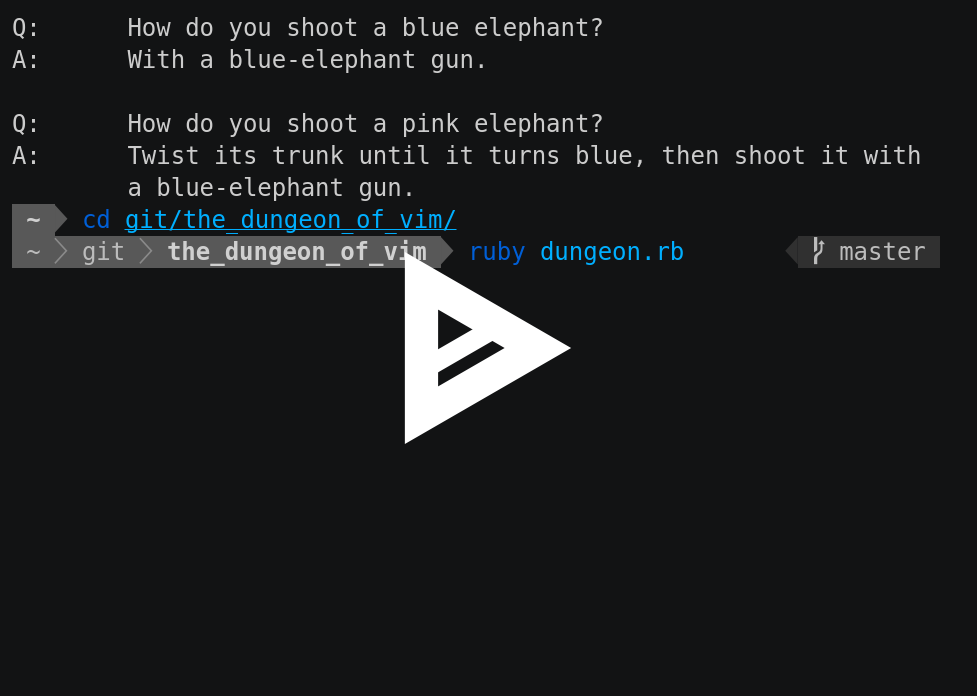 Q: How do you shoot a blue elephant?
A: With a blue-elephant gun.
Q: How do you shoot a pink elephant?
A: Twist its trunk until it turns blue, then shoot it with
a blue-elephant gun.
~ cd git/the_dungeon_of_vim/
~ git the_dungeon_of_vim ruby dungeon.rb master